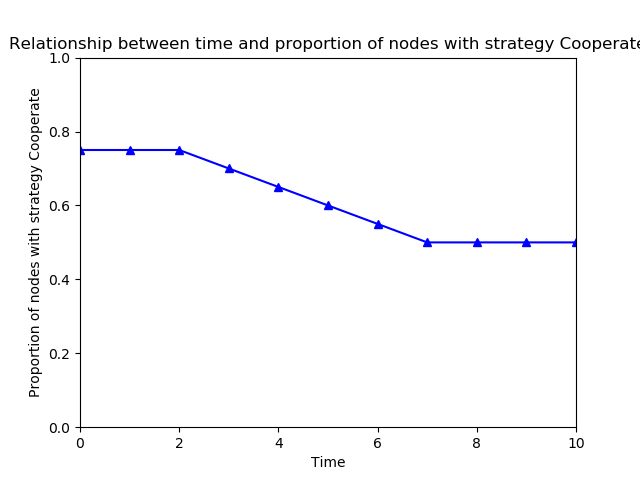 Relationship between time and proportion of nodes with strategy Cooperate
1.0
0.8
0.6
0.4
0.2
0.0
Proportion of nodes with strategy Cooperate
0 2 4 6 8 10
Time